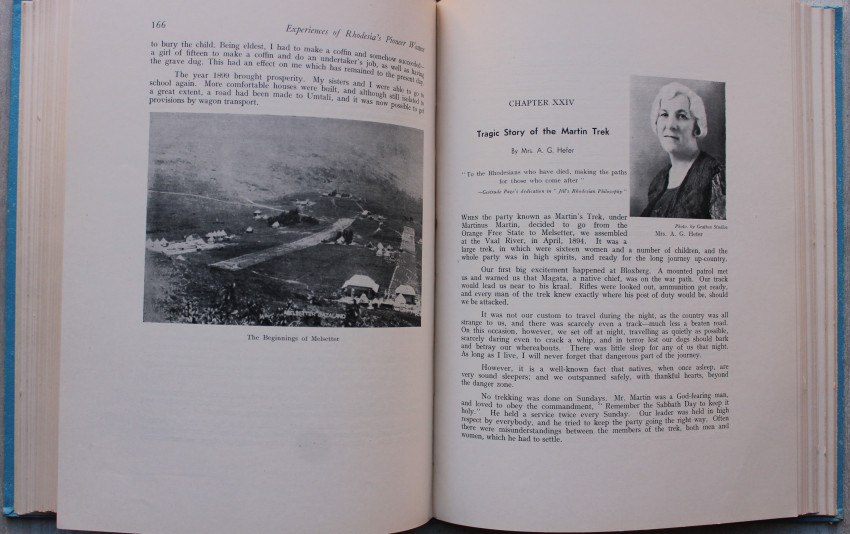 166
Experiences of Rhodesia's Pioneer Women
to bury the child. Being eldest, I had to make a coffin and somehow succeeded—
a girl of fifteen to make a coffin and do an undertaker's job, as well as having
the grave dug. This had an effect on me which has remained to the present day.
The year 1899 brought prosperity. My sisters and I were able to go to
school again. More comfortable houses were built, and although still isolated to
a great extent, a road had been made to Umtali, and it was now possible to get
provisions by wagon transport.
MELSETTER GAZALAND
The Beginnings of Melsetter
CHAPTER XXIV
Tragic Story of the Martin Trek
By Mrs. A. G. Hefer
"To the Rhodesians who have died, making the paths
for those who come after"
—Gertrude Page's dedication to "Jill's Rhodesian Philosophy"
Photo. by Grafton Studios
Mrs. A. G. Hefer
WHEN the party known as Martin's Trek, under
Martinus Martin, decided to go from the
Orange Free State to Melsetter, we assembled
at the Vaal River, in April, 1894. It was a
large trek, in which were sixteen women and a number of children, and the
whole party was in high spirits, and ready for the long journey up-country.
Our first big excitement happened at Bloxberg. A mounted patrol met
us and warned us that Magata, a native chief, was on the war path. Our track
would lead us near to his kraal. Rifles were looked out, ammunition got ready,
and every man of the trek knew exactly where his post of duty would be, should
we be attacked.
It was not our custom to travel during the night, as the country was all
strange to us, and there was scarcely even a track—much less a beaten road.
On this occasion, however, we set off at night, travelling as quietly as possible,
scarcely daring even to crack a whip, and in terror lest our dogs should bark
and betray our whereabouts. There was little sleep for any of us that night.
As long as I live, I will never forget that dangerous part of the journey.
However, it is a well-known fact that natives, when once asleep, are
very sound sleepers; and we outspanned safely, with thankful hearts, beyond
the danger zone.
No trekking was done on Sundays. Mr. Martin was a God-fearing man,
and loved to obey the commandment, "Remember the Sabbath Day to keep it
holy." He held a service twice every Sunday. Our leader was held in high
respect by everybody, and he tried to keep the party going the right way. Often
there were misunderstandings between the members of the trek, both men and
women, which he had to settle.